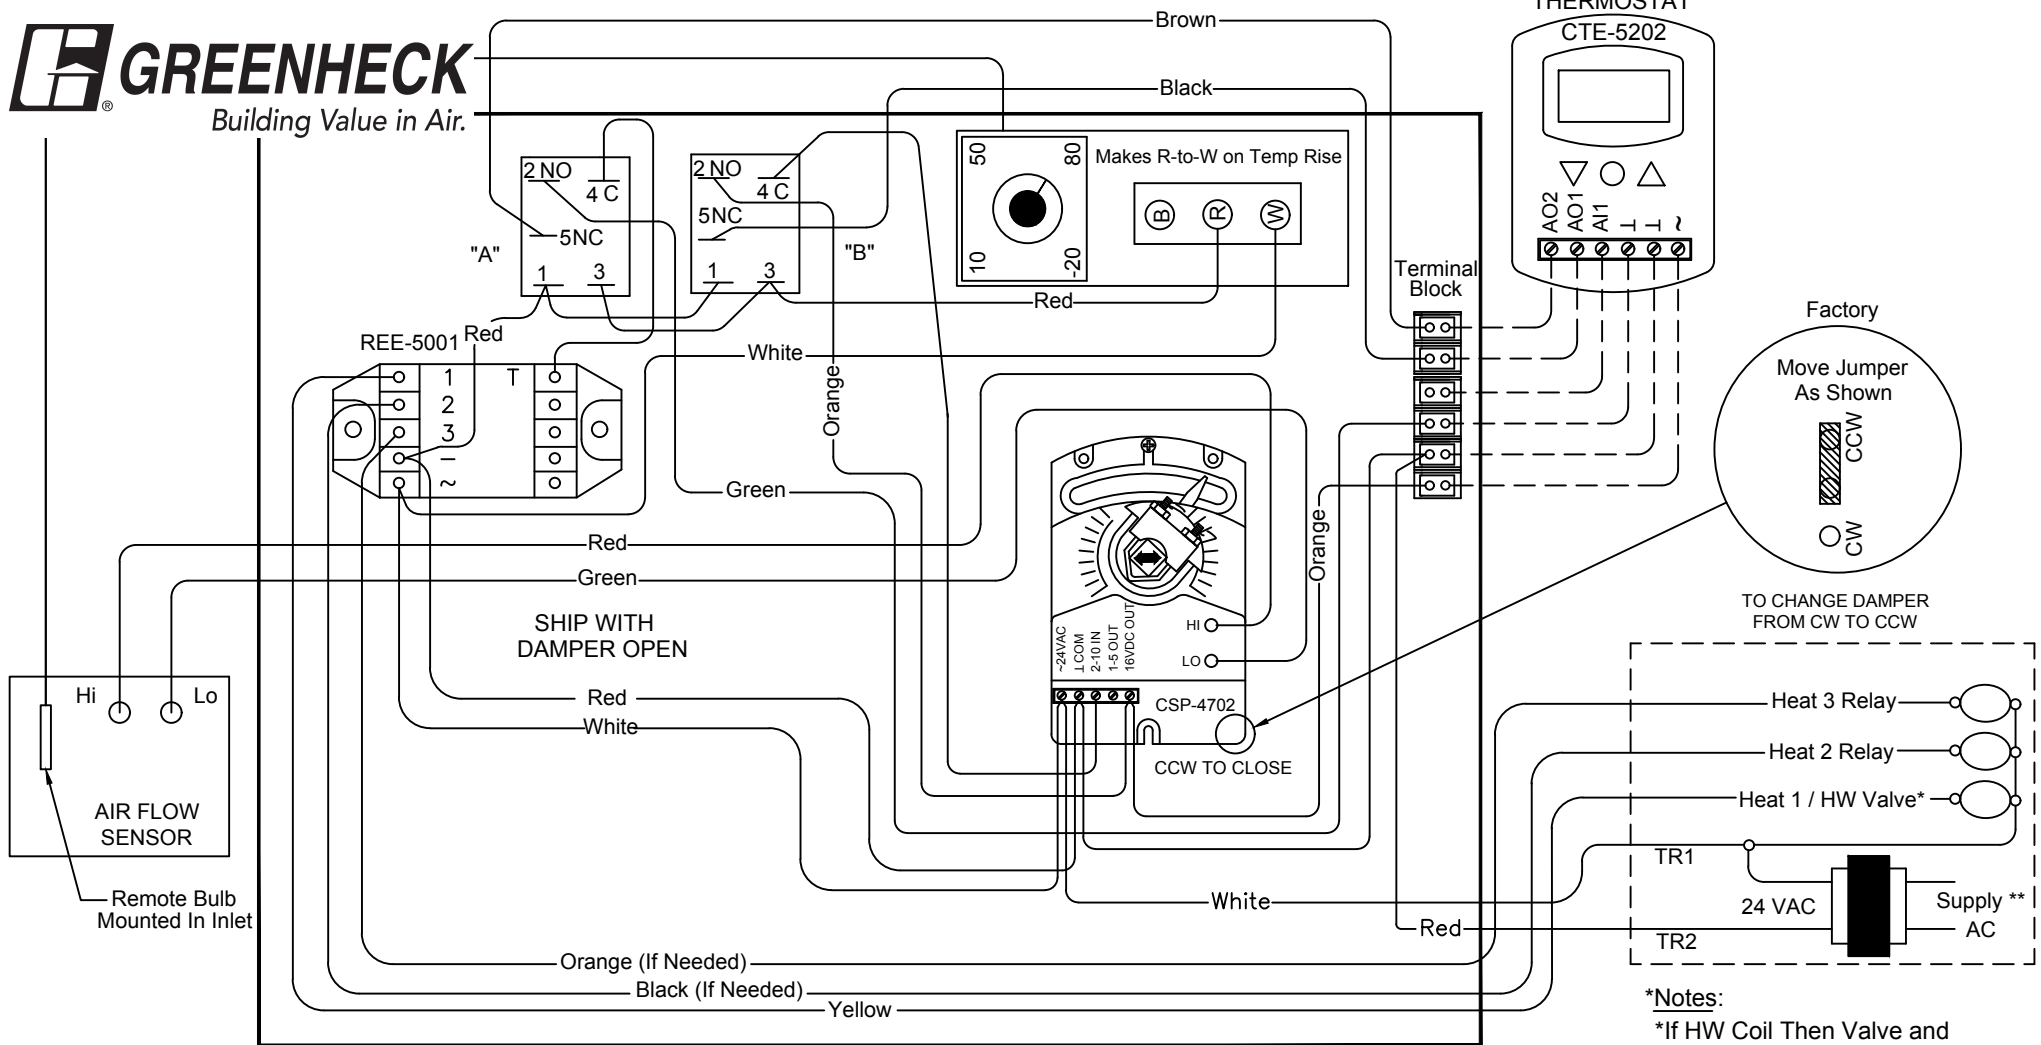 GREENHECK
®
Building Value in Air.
Brown
Black
THERMOSTAT
CTE-5202
AO2
AO1
AI1
⊥
⊥
~
2 NO
4 C
5NC
"A"
1
3
2 NO
4 C
5NC
"B"
1
3
50
80
10
-20
Makes R-to-W on Temp Rise
B
R
W
Red
Terminal
Block
REE-5001
Red
White
1
T
2
3
–
~
Orange
Green
Red
Green
SHIP WITH
DAMPER OPEN
Orange
Factory
Move Jumper
As Shown
CCW
CW
TO CHANGE DAMPER
FROM CW TO CCW
HI
LO
~24VAC
⊥ COM
2-10 IN
1-5 OUT
16VDC OUT
CSP-4702
CCW TO CLOSE
Red
White
Hi
Lo
AIR FLOW
SENSOR
Remote Bulb
Mounted In Inlet
Heat 3 Relay
Heat 2 Relay
Heat 1 / HW Valve*
TR1
24 VAC
Supply **
AC
TR2
White
Red
Orange (If Needed)
Black (If Needed)
Yellow
*Notes:
*If HW Coil Then Valve and